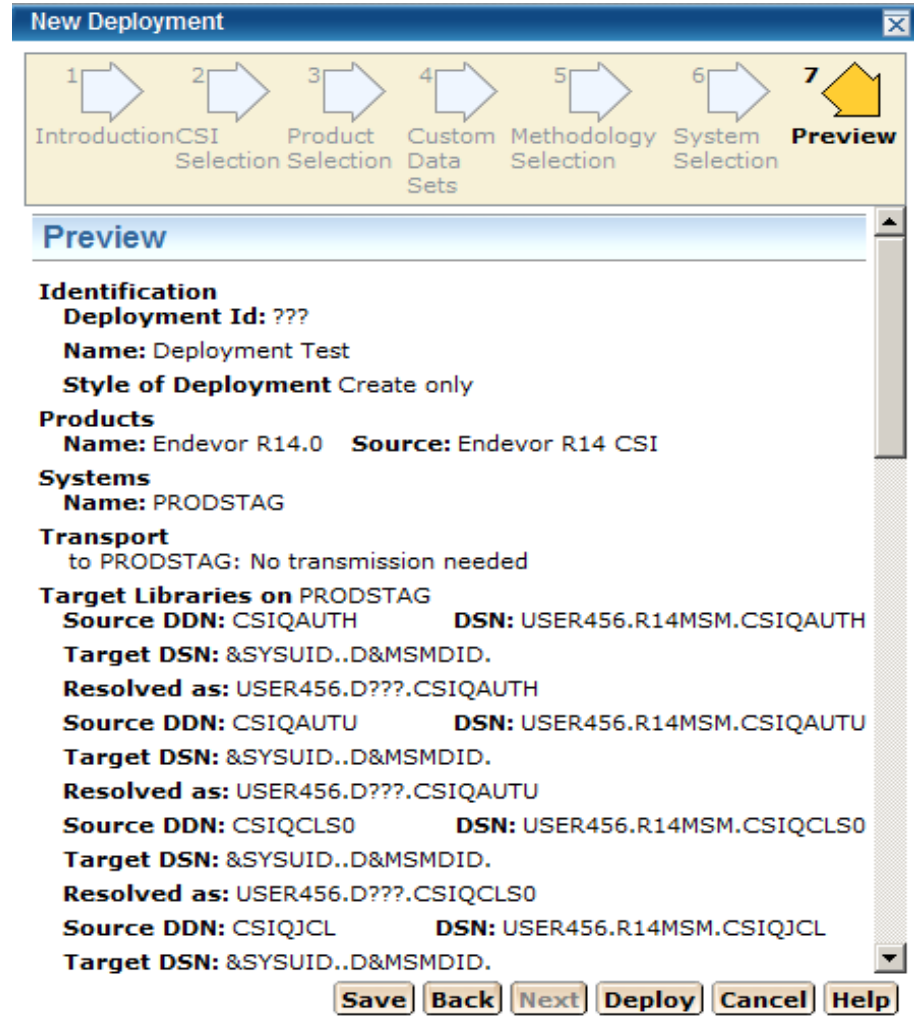 New Deployment
1 2 3 4 5 6 7
Introduction CSI Selection Product Selection Custom Data Sets Methodology Selection System Selection Preview
Preview
Identification
Deployment Id: ???
Name: Deployment Test
Style of Deployment Create only
Products
Name: Endevor R14.0 Source: Endevor R14 CSI
Systems
Name: PRODSTAG
Transport
to PRODSTAG: No transmission needed
Target Libraries on PRODSTAG
Source DDN: CSIQAUTH DSN: USER456.R14MSM.CSIQAUTH
Target DSN: &SYSUID..D&MSMDID.
Resolved as: USER456.D???.CSIQAUTH
Source DDN: CSIQAUTU DSN: USER456.R14MSM.CSIQAUTU
Target DSN: &SYSUID..D&MSMDID.
Resolved as: USER456.D???.CSIQAUTU
Source DDN: CSIQCLS0 DSN: USER456.R14MSM.CSIQCLS0
Target DSN: &SYSUID..D&MSMDID.
Resolved as: USER456.D???.CSIQCLS0
Source DDN: CSIQJCL DSN: USER456.R14MSM.CSIQJCL
Target DSN: &SYSUID..D&MSMDID.
Save Back Next Deploy Cancel Help